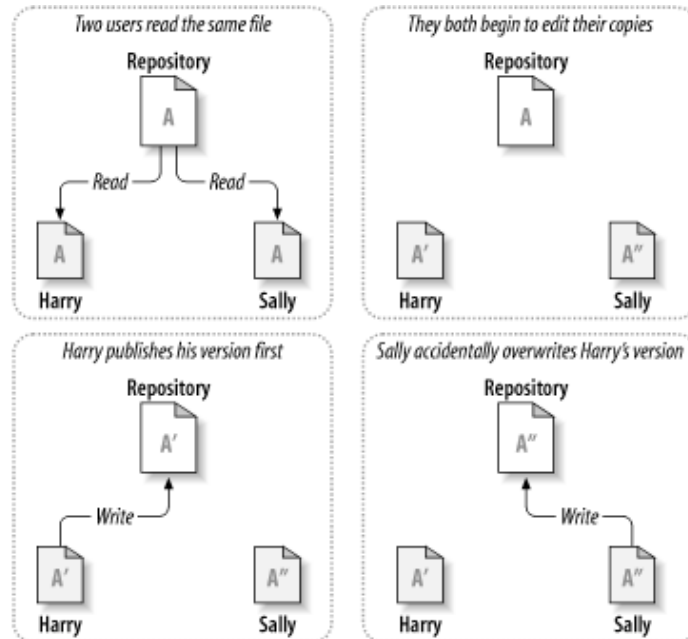 Two users read the same file
Repository
A
Read
Read
A
A
Harry
Sally
They both begin to edit their copies
Repository
A
A'
A"
Harry
Sally
Harry publishes his version first
Repository
A'
Write
A'
A"
Harry
Sally
Sally accidentally overwrites Harry's version
Repository
A"
Write
A'
A"
Harry
Sally